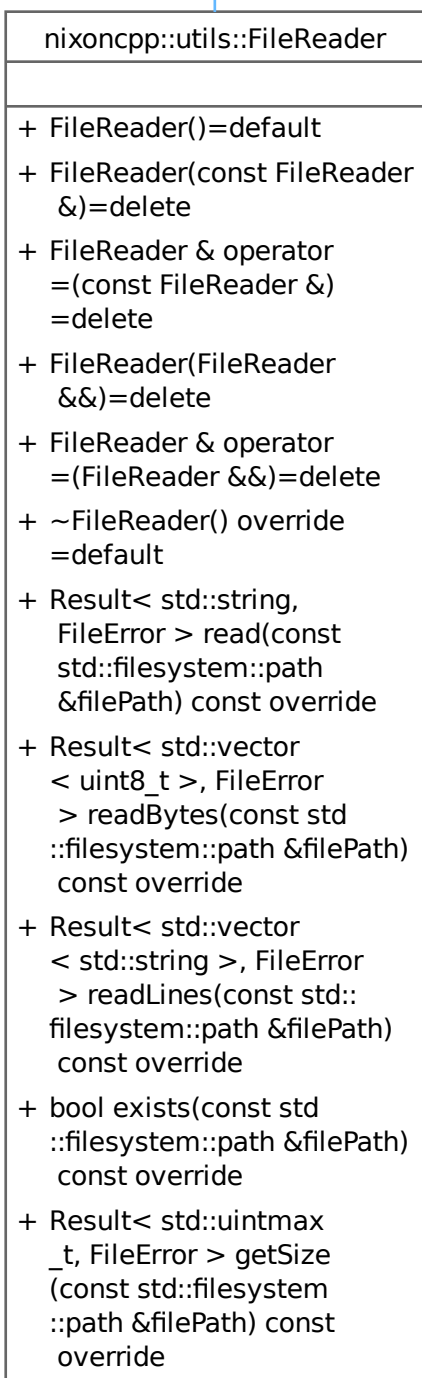 nixoncpp::utils::FileReader
+ FileReader()=default
+ FileReader(const FileReader
&)=delete
+ FileReader & operator
=(const FileReader &)
=delete
+ FileReader(FileReader
&&)=delete
+ FileReader & operator
=(FileReader &&)=delete
+ ~FileReader() override
=default
+ Result< std::string,
FileError > read(const
std::filesystem::path
&filePath) const override
+ Result< std::vector
< uint8_t >, FileError
> readBytes(const std
::filesystem::path &filePath)
const override
+ Result< std::vector
< std::string >, FileError
> readLines(const std::
filesystem::path &filePath)
const override
+ bool exists(const std
::filesystem::path &filePath)
const override
+ Result< std::uintmax
_t, FileError > getSize
(const std::filesystem
::path &filePath) const
override